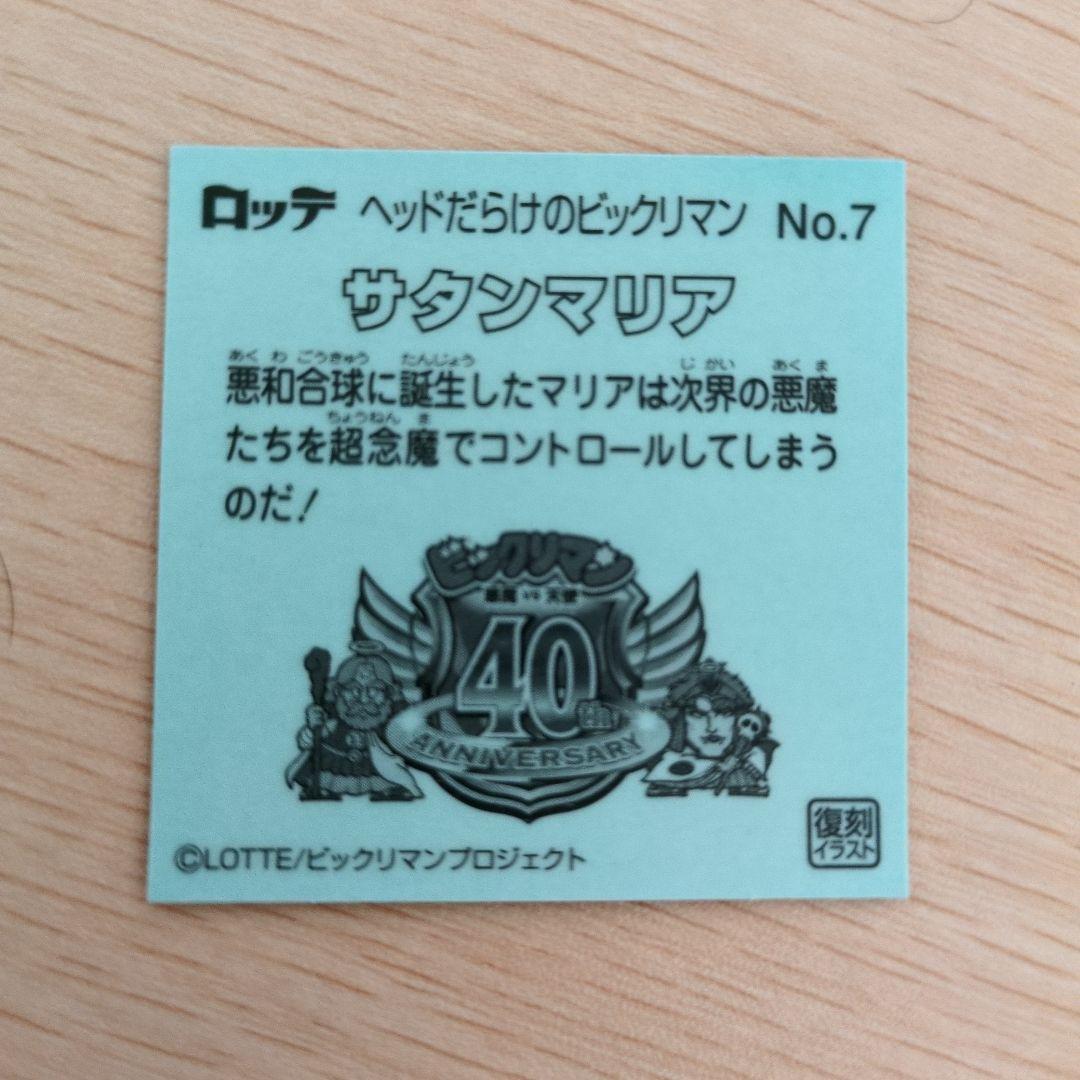 ロッテ ヘッドだらけのビックリマン No.7
サタンマリア
あくわごうきゅう たんじょう じかい あくま
悪和合球に誕生したマリアは次界の悪魔
ちょうねんま
たちを超念魔でコントロールしてしまう
のだ!
ビックリマン
悪魔 VS 天使
40th
ANNIVERSARY
復刻
イラスト
©LOTTE/ビックリマンプロジェクト